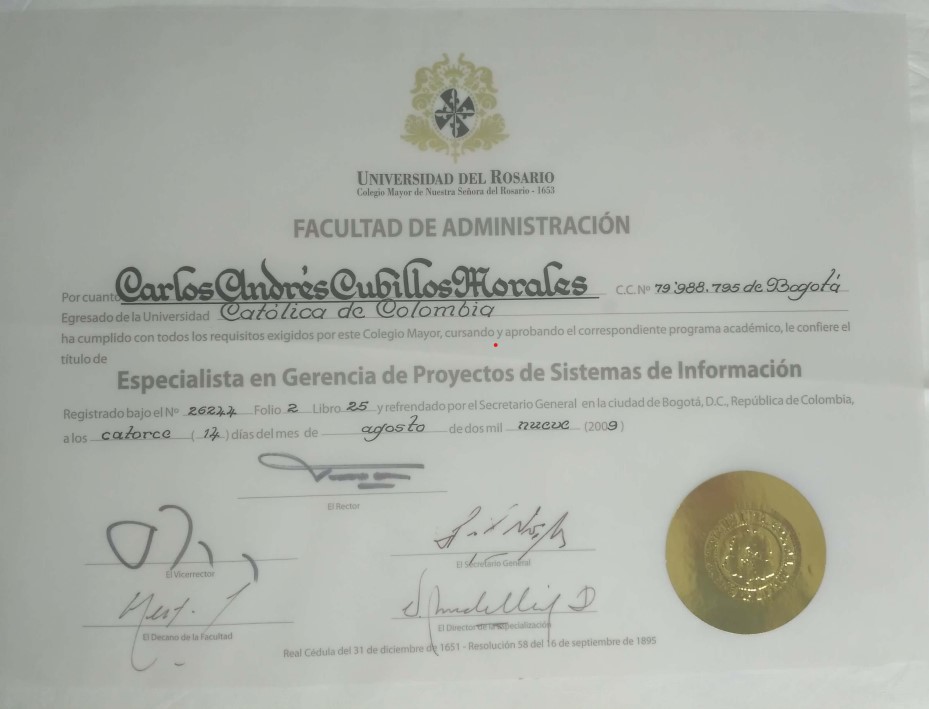 UNIVERSIDAD DEL ROSARIO
Colegio Mayor de Nuestra Señora del Rosario - 1653
FACULTAD DE ADMINISTRACIÓN
Por cuanto Carlos Andrés Cubillos Morales C.C. Nº 79'988.795 de Bogotá
Egresado de la Universidad Católica de Colombia
ha cumplido con todos los requisitos exigidos por este Colegio Mayor, cursando y aprobando el correspondiente programa académico, le confiere el
título de
Especialista en Gerencia de Proyectos de Sistemas de Información
Registrado bajo el Nº 26244 Folio 2 Libro 25 y refrendado por el Secretario General en la ciudad de Bogotá, D.C., República de Colombia,
a los catorce (14) días del mes de agosto de dos mil nueve (2009)
El Rector
El Vicerrector
El Secretario General
El Decano de la Facultad
El Director de la Especialización
Real Cédula del 31 de diciembre de 1651 - Resolución 58 del 16 de septiembre de 1895